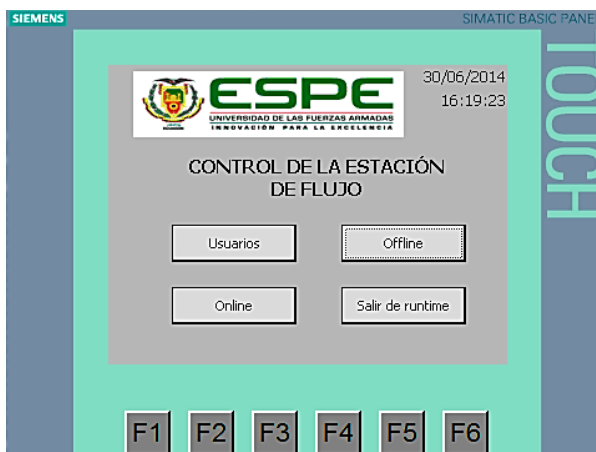 SIEMENS
SIMATIC BASIC PANE
TOUCH
ESPE
UNIVERSIDAD DE LAS FUERZAS ARMADAS
INNOVACIÓN PARA LA EXCELENCIA
30/06/2014
16:19:23
CONTROL DE LA ESTACIÓN
DE FLUJO
Usuarios
Offline
Online
Salir de runtime
F1 F2 F3 F4 F5 F6